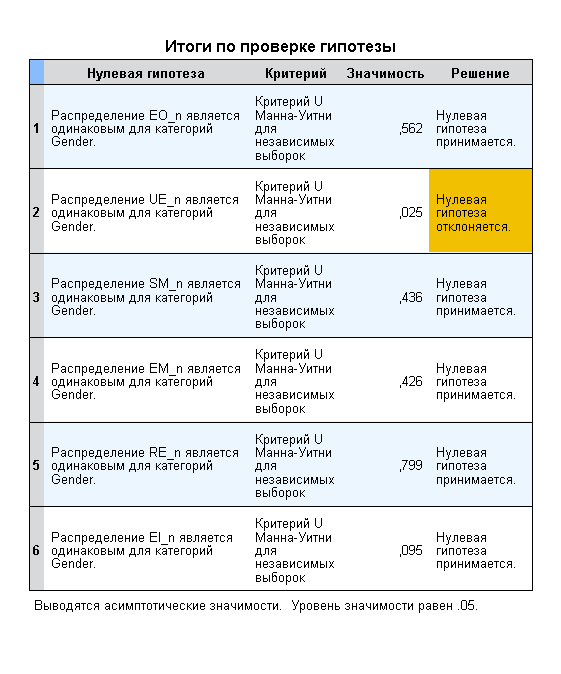 Итоги по проверке гипотезы
Нулевая гипотеза Критерий Значимость Решение
1 Распределение EO_n является одинаковым для категорий Gender. Критерий U Манна-Уитни для независимых выборок ,562 Нулевая гипотеза принимается.
2 Распределение UE_n является одинаковым для категорий Gender. Критерий U Манна-Уитни для независимых выборок ,025 Нулевая гипотеза отклоняется.
3 Распределение SM_n является одинаковым для категорий Gender. Критерий U Манна-Уитни для независимых выборок ,436 Нулевая гипотеза принимается.
4 Распределение EM_n является одинаковым для категорий Gender. Критерий U Манна-Уитни для независимых выборок ,426 Нулевая гипотеза принимается.
5 Распределение RE_n является одинаковым для категорий Gender. Критерий U Манна-Уитни для независимых выборок ,799 Нулевая гипотеза принимается.
6 Распределение EI_n является одинаковым для категорий Gender. Критерий U Манна-Уитни для независимых выборок ,095 Нулевая гипотеза принимается.
Выводятся асимптотические значимости. Уровень значимости равен .05.